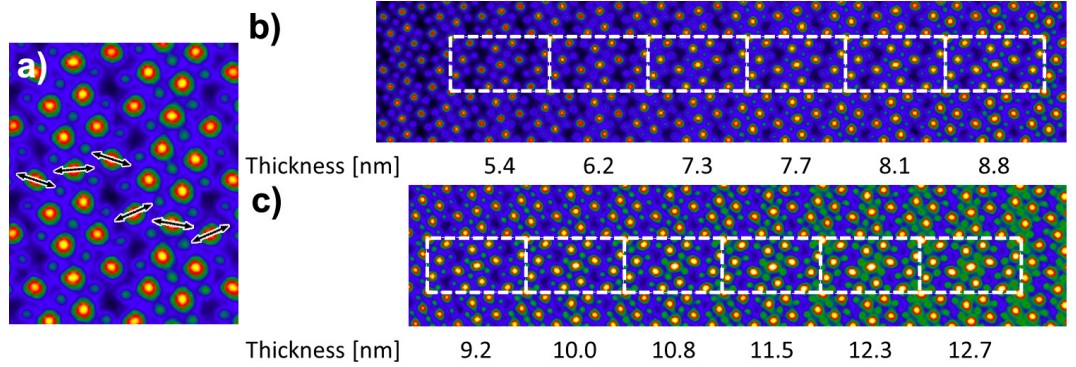 a)
b)
Thickness [nm] 5.4 6.2 7.3 7.7 8.1 8.8
c)
Thickness [nm] 9.2 10.0 10.8 11.5 12.3 12.7